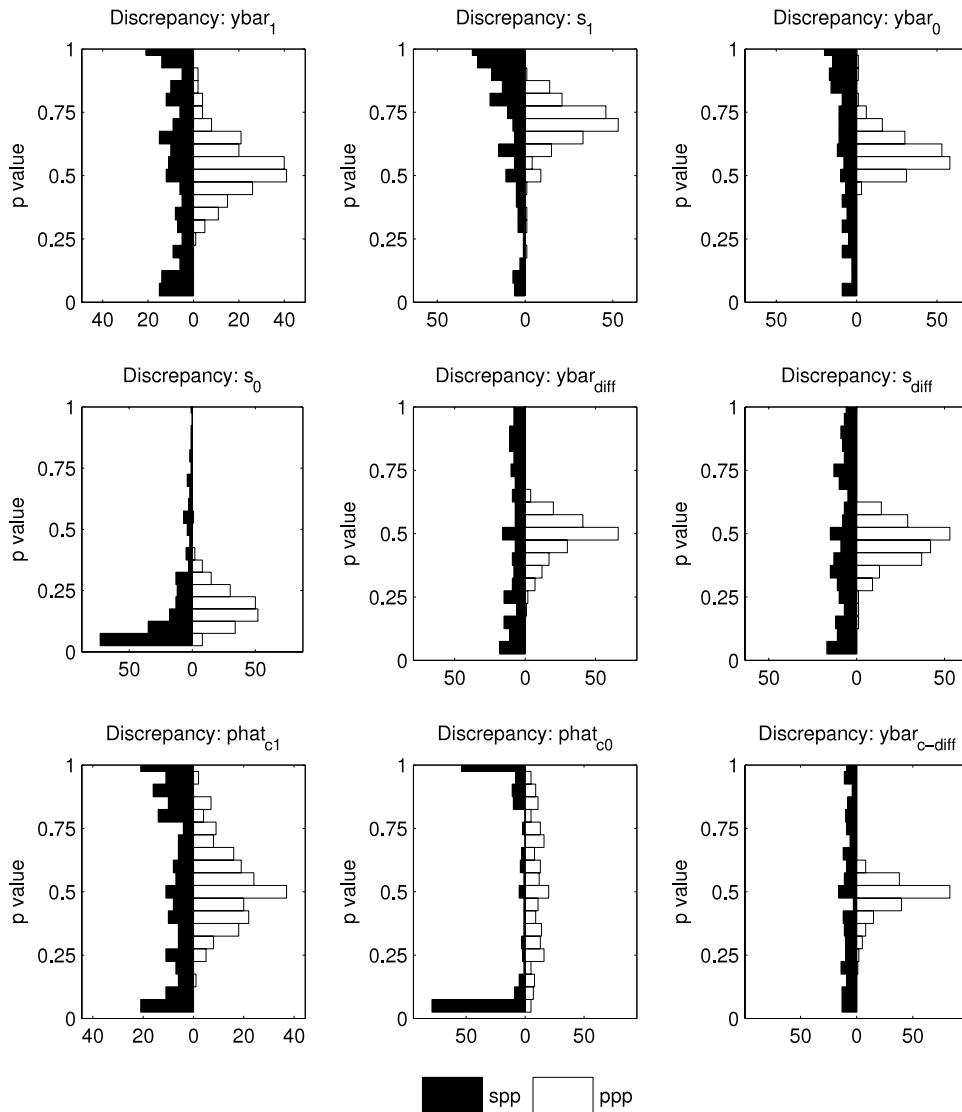 Discrepancy: ybar1
Discrepancy: s1
Discrepancy: ybar0
1
0.75
0.5
0.25
0
p value
40 20 0 20 40
1
0.75
0.5
0.25
0
p value
50 0 50
1
0.75
0.5
0.25
0
p value
50 0 50
Discrepancy: s0
Discrepancy: ybardiff
Discrepancy: sdiff
1
0.75
0.5
0.25
0
p value
50 0 50
1
0.75
0.5
0.25
0
p value
50 0 50
1
0.75
0.5
0.25
0
p value
50 0 50
Discrepancy: phatc1
Discrepancy: phatc0
Discrepancy: ybarc−diff
1
0.75
0.5
0.25
0
p value
40 20 0 20 40
1
0.75
0.5
0.25
0
p value
50 0 50
1
0.75
0.5
0.25
0
p value
50 0 50
spp ppp